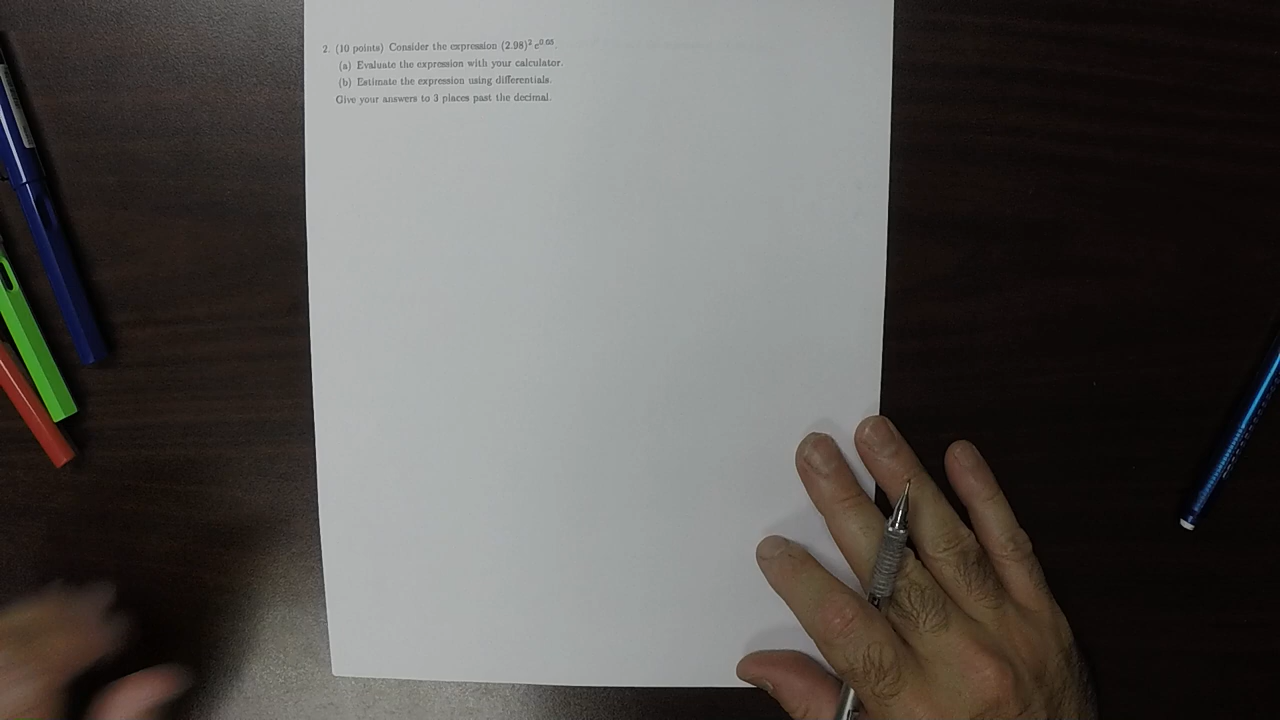 2. (10 points) Consider the expression (2.98)² e^0.05.
(a) Evaluate the expression with your calculator.
(b) Estimate the expression using differentials.
Give your answers to 3 places past the decimal.